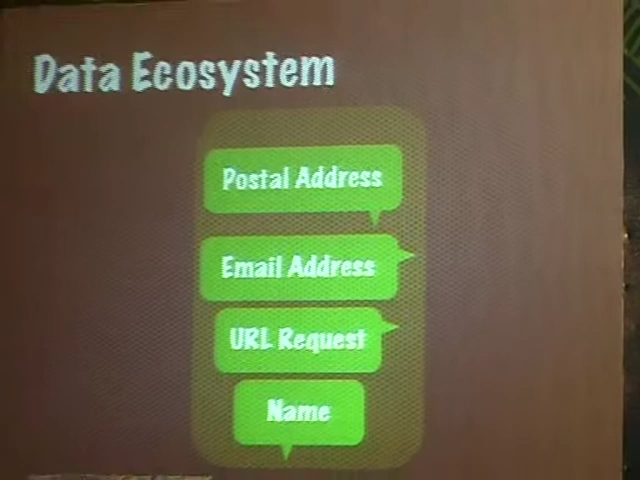 Data Ecosystem
Postal Address
Email Address
URL Request
Name